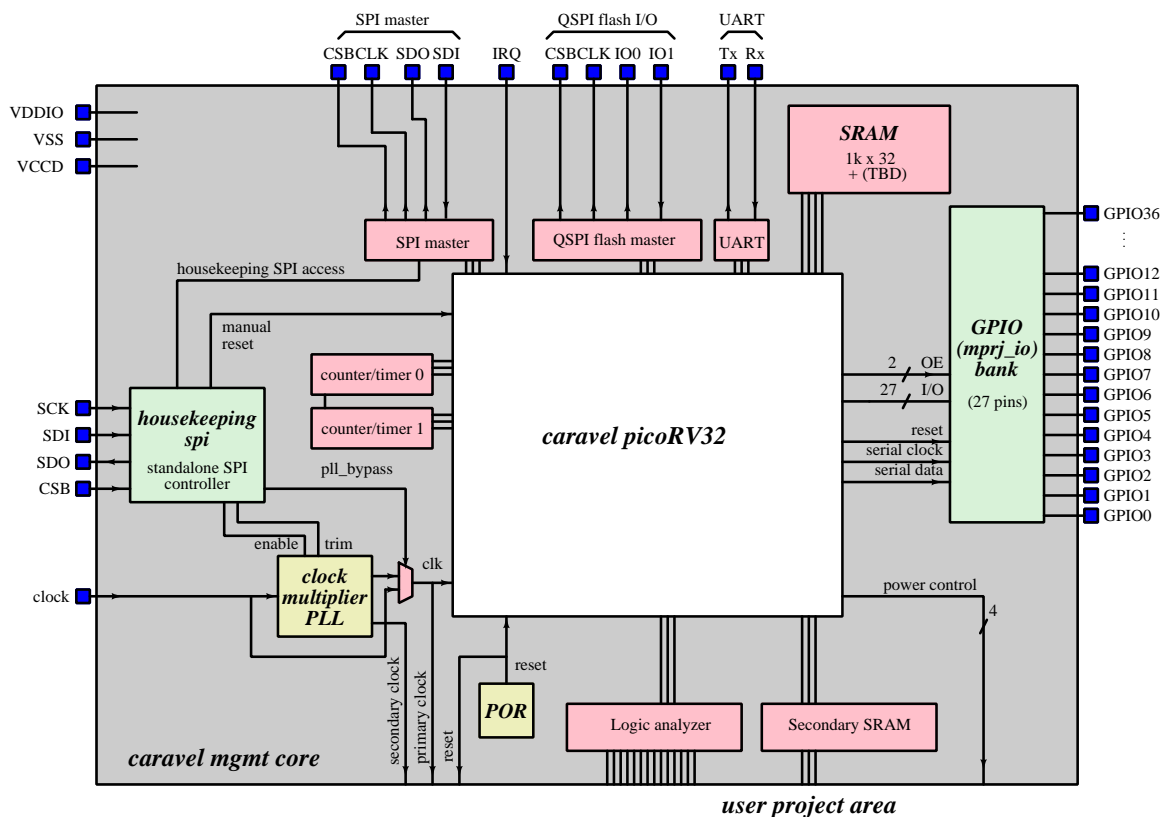 SPI master
QSPI flash I/O
UART
CSB
CLK
SDO
SDI
IRQ
CSB
CLK
IO0
IO1
Tx
Rx
VDDIO
VSS
VCCD
SRAM
1k x 32
+ (TBD)
SPI master
QSPI flash master
UART
GPIO36
housekeeping SPI access
manual
reset
GPIO
(mprj_io)
bank
(27 pins)
GPIO12
GPIO11
GPIO10
GPIO9
GPIO8
GPIO7
GPIO6
GPIO5
GPIO4
GPIO3
GPIO2
GPIO1
GPIO0
counter/timer 0
counter/timer 1
2
OE
27
I/O
reset
serial clock
serial data
caravel picoRV32
SCK
SDI
SDO
CSB
housekeeping
spi
standalone SPI
controller
pll_bypass
enable
trim
clock
clock
multiplier
PLL
clk
power control
4
secondary clock
primary clock
reset
reset
POR
Logic analyzer
Secondary SRAM
caravel mgmt core
user project area